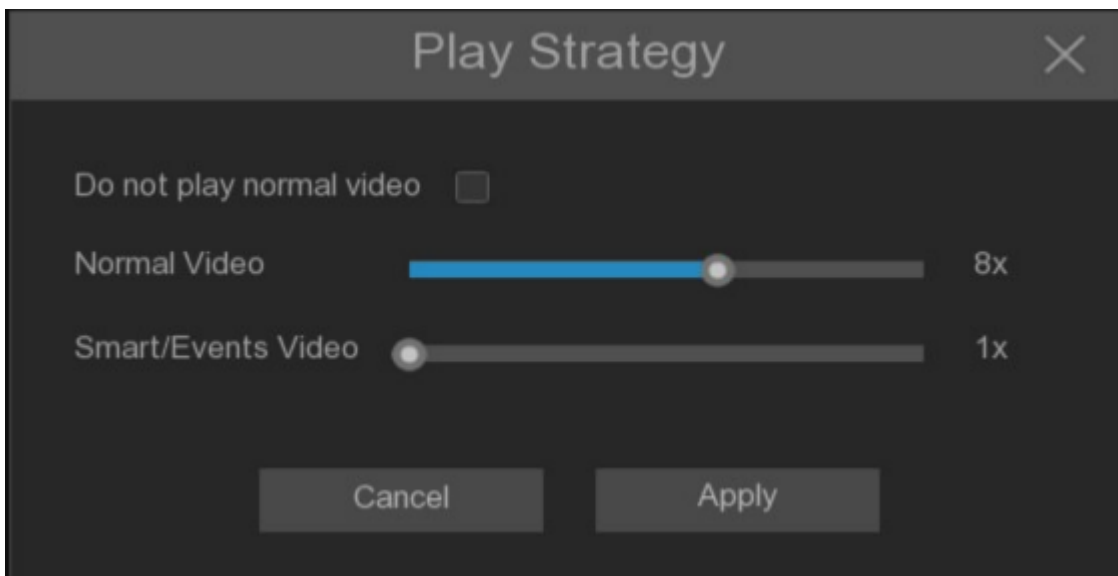 Play Strategy
Do not play normal video
Normal Video 8x
Smart/Events Video 1x
Cancel Apply